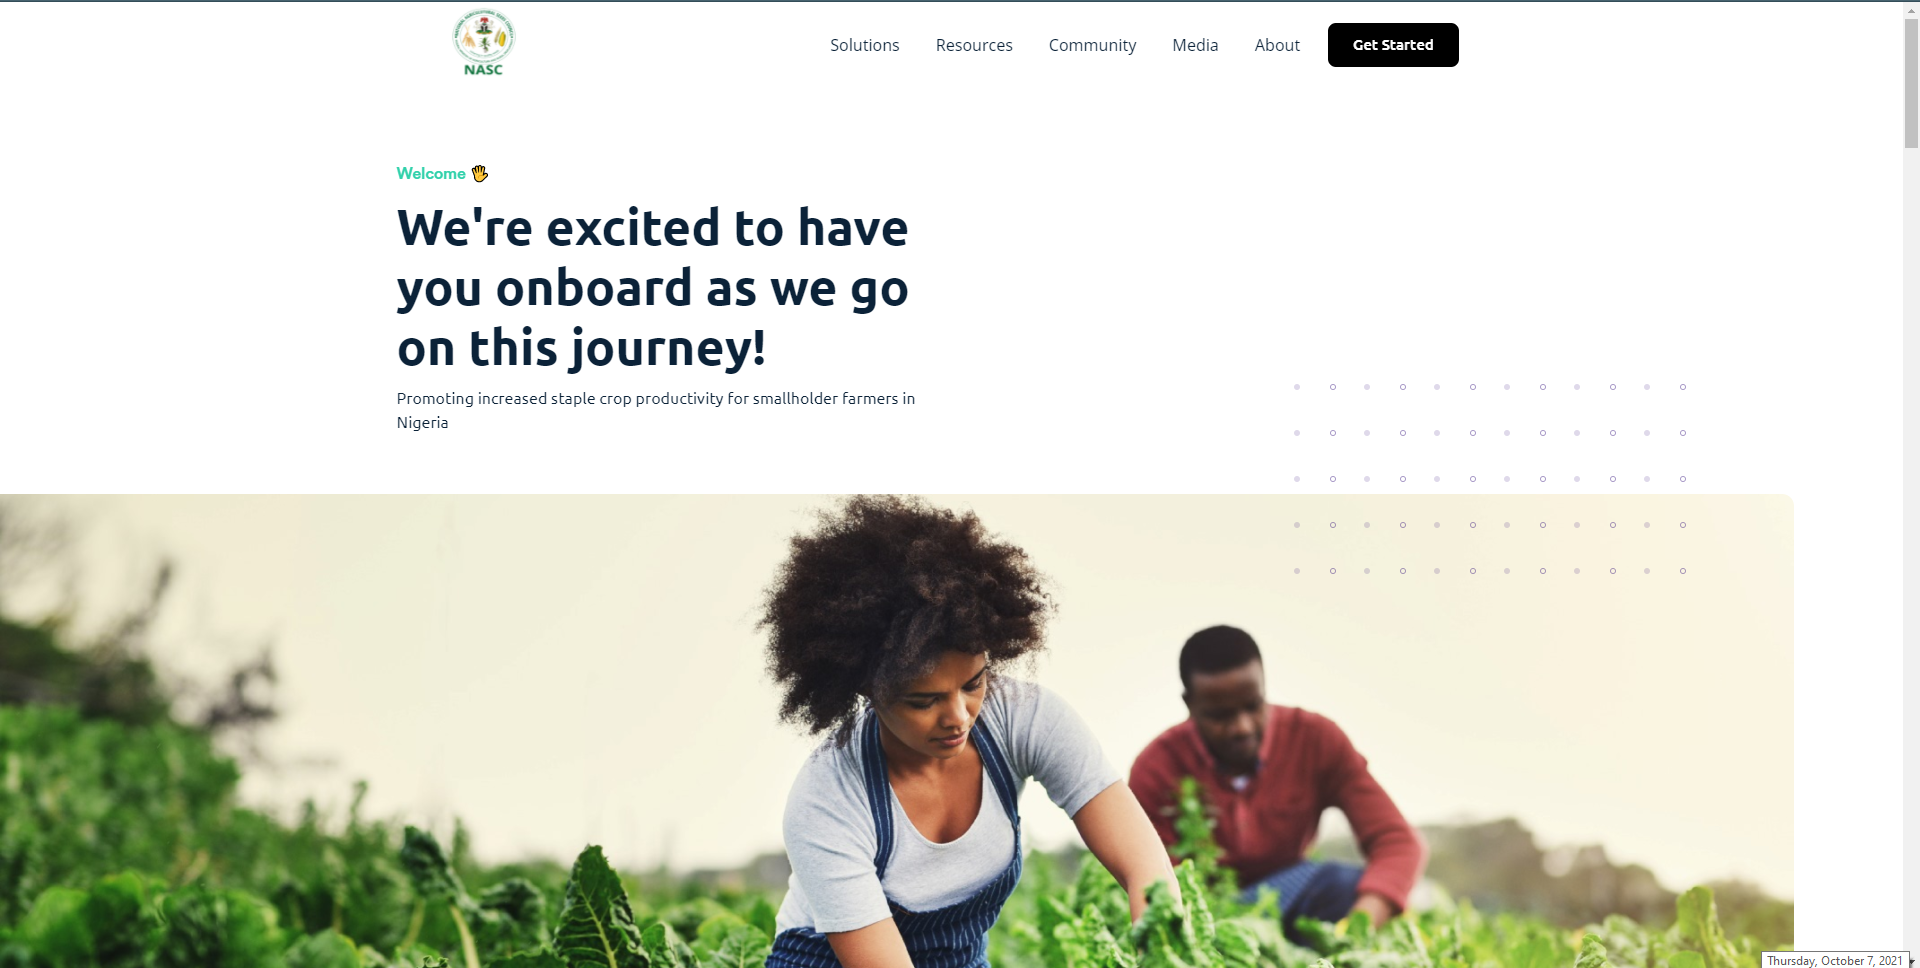 NASC
Solutions Resources Community Media About Get Started
Welcome
We're excited to have
you onboard as we go
on this journey!
Promoting increased staple crop productivity for smallholder farmers in
Nigeria
Thursday, October 7, 2021